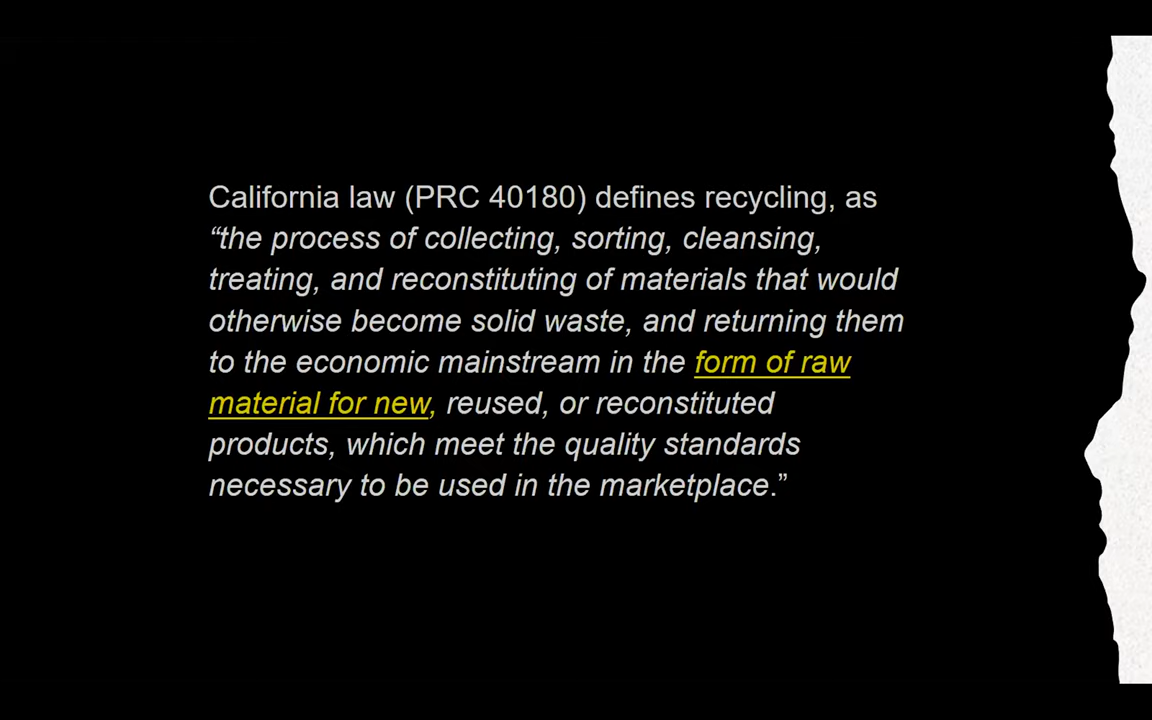 California law (PRC 40180) defines recycling, as
“the process of collecting, sorting, cleansing,
treating, and reconstituting of materials that would
otherwise become solid waste, and returning them
to the economic mainstream in the form of raw
material for new, reused, or reconstituted
products, which meet the quality standards
necessary to be used in the marketplace.”